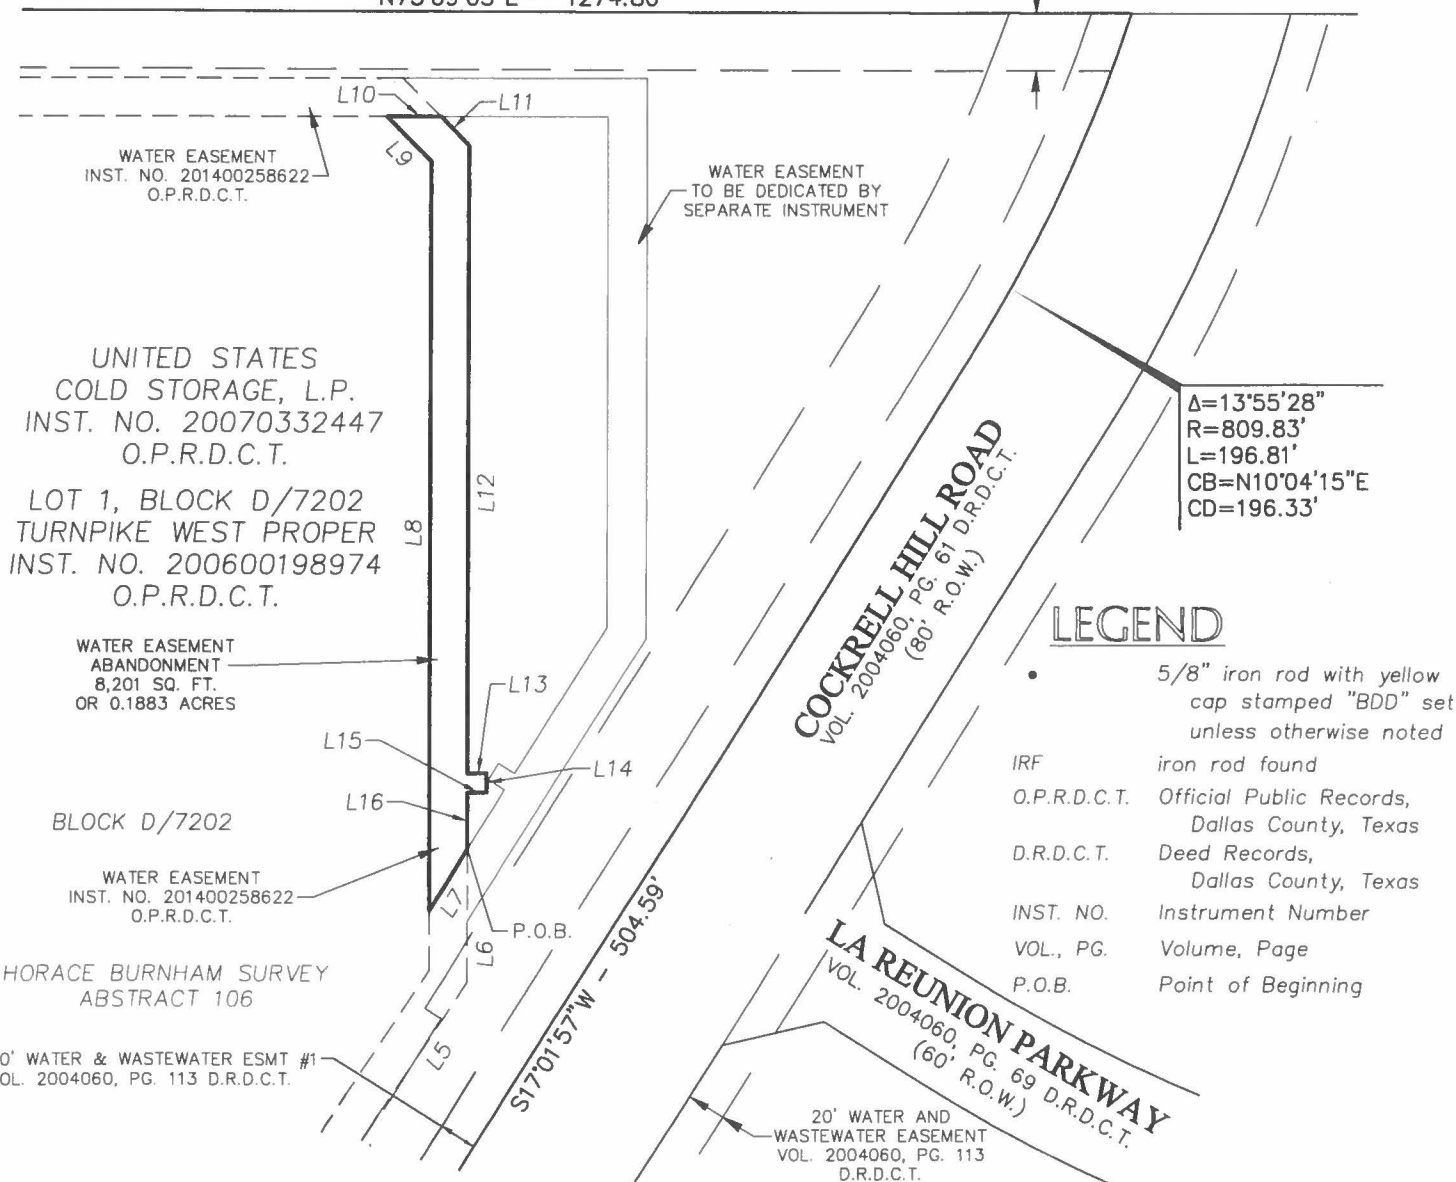 1274.80'
L10
L11
L9
WATER EASEMENT
INST. NO. 201400258622
O.P.R.D.C.T.
WATER EASEMENT
TO BE DEDICATED BY
SEPARATE INSTRUMENT
UNITED STATES
COLD STORAGE, L.P.
INST. NO. 20070332447
O.P.R.D.C.T.
LOT 1, BLOCK D/7202
TURNPIKE WEST PROPER
INST. NO. 200600198974
O.P.R.D.C.T.
L8
L12
Δ=13°55'28"
R=809.83'
L=196.81'
CB=N10°04'15"E
CD=196.33'
COCKRELL HILL ROAD
VOL. 2004060, PG. 61 D.R.D.C.T.
(80' R.O.W.)
WATER EASEMENT
ABANDONMENT
8,201 SQ. FT.
OR 0.1883 ACRES
L13
L15
L14
L16
BLOCK D/7202
WATER EASEMENT
INST. NO. 201400258622
O.P.R.D.C.T.
L7
L6
P.O.B.
HORACE BURNHAM SURVEY
ABSTRACT 106
0' WATER & WASTEWATER ESMT #1
OL. 2004060, PG. 113 D.R.D.C.T.
L5
S17°01'57"W - 504.59'
LEGEND
5/8" iron rod with yellow
cap stamped "BDD" set
unless otherwise noted
IRF iron rod found
O.P.R.D.C.T. Official Public Records,
Dallas County, Texas
D.R.D.C.T. Deed Records,
Dallas County, Texas
INST. NO. Instrument Number
VOL., PG. Volume, Page
P.O.B. Point of Beginning
LA REUNION PARKWAY
VOL. 2004060, PG. 69 D.R.D.C.T.
(60' R.O.W.)
20' WATER AND
WASTEWATER EASEMENT
VOL. 2004060, PG. 113
D.R.D.C.T.